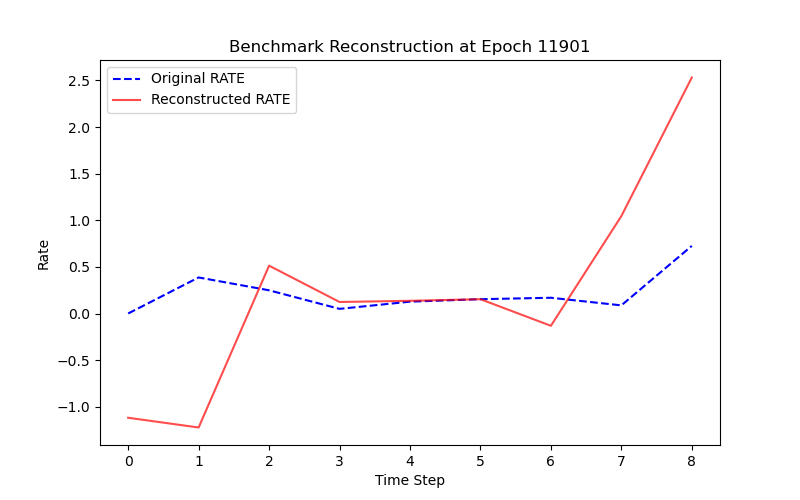 Benchmark Reconstruction at Epoch 11901
Original RATE
Reconstructed RATE
2.5
2.0
1.5
1.0
0.5
0.0
−0.5
−1.0
Rate
0 1 2 3 4 5 6 7 8
Time Step